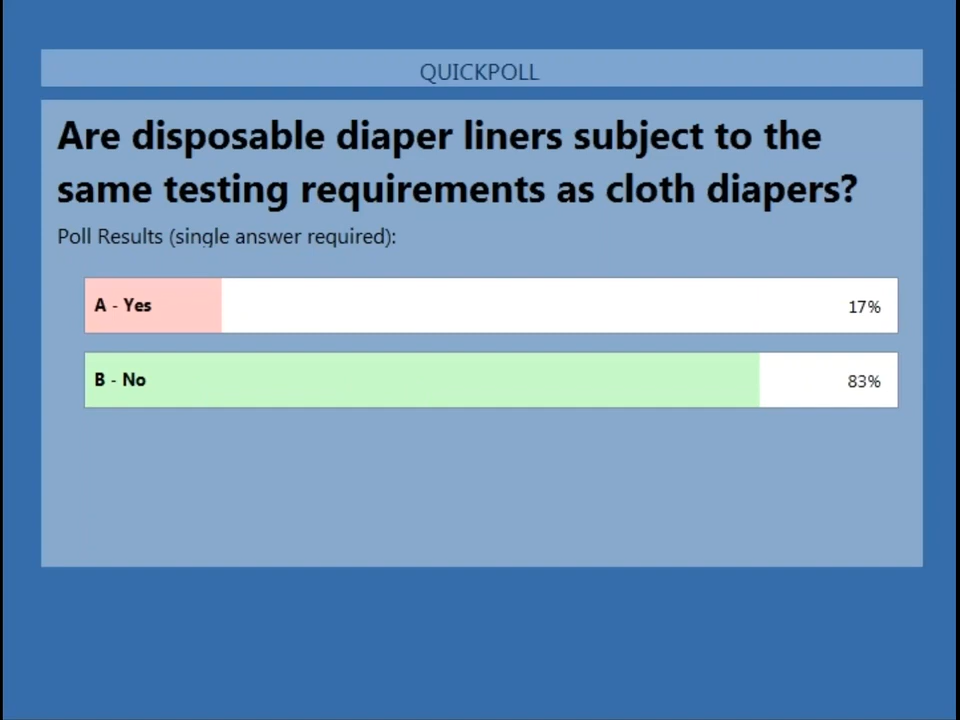 QUICKPOLL
Are disposable diaper liners subject to the
same testing requirements as cloth diapers?
Poll Results (single answer required):
A - Yes 17%
B - No 83%